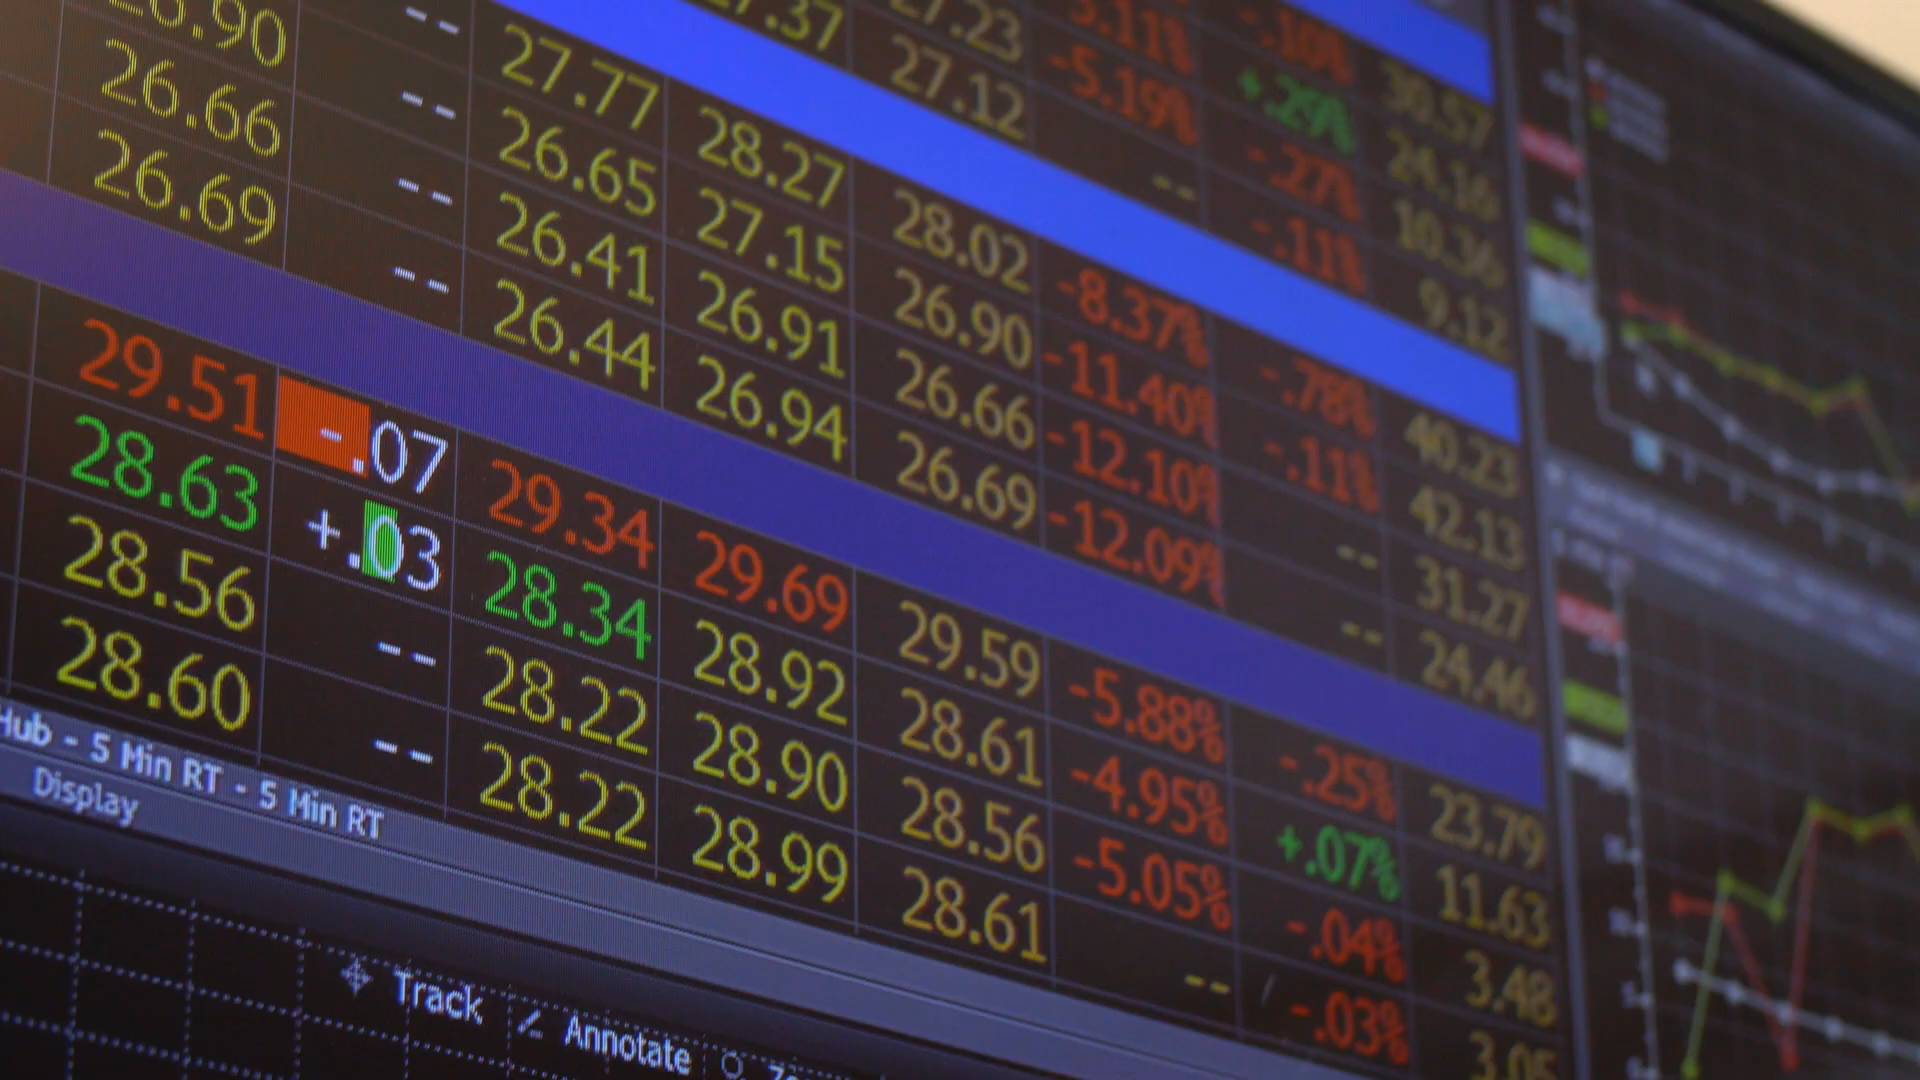 -.10% 30.57
3.11% +.29% 24.16
27.23 -5.19% -.27% 10.36
7.37 27.12 -- -.11% 9.12
-- 27.77 28.27 28.02 -8.37% -.78% 40.23
6.90 -- 26.65 27.15 26.90 -11.40% -.11% 42.13
26.66 -- 26.41 26.91 26.66 -12.10% -- 31.27
26.69 -- 26.44 26.94 26.69 -12.09% -- 24.46
29.51 -.07 29.34 29.69 29.59 -5.88% -.25% 23.79
28.63 +.03 28.34 28.92 28.61 -4.95% +.07% 11.63
28.56 -- 28.22 28.90 28.56 -5.05% -.04% 3.48
28.60 -- 28.22 28.99 28.61 -- -.03% 3.05
Hub - 5 Min RT - 5 Min RT
Display
Track Annotate